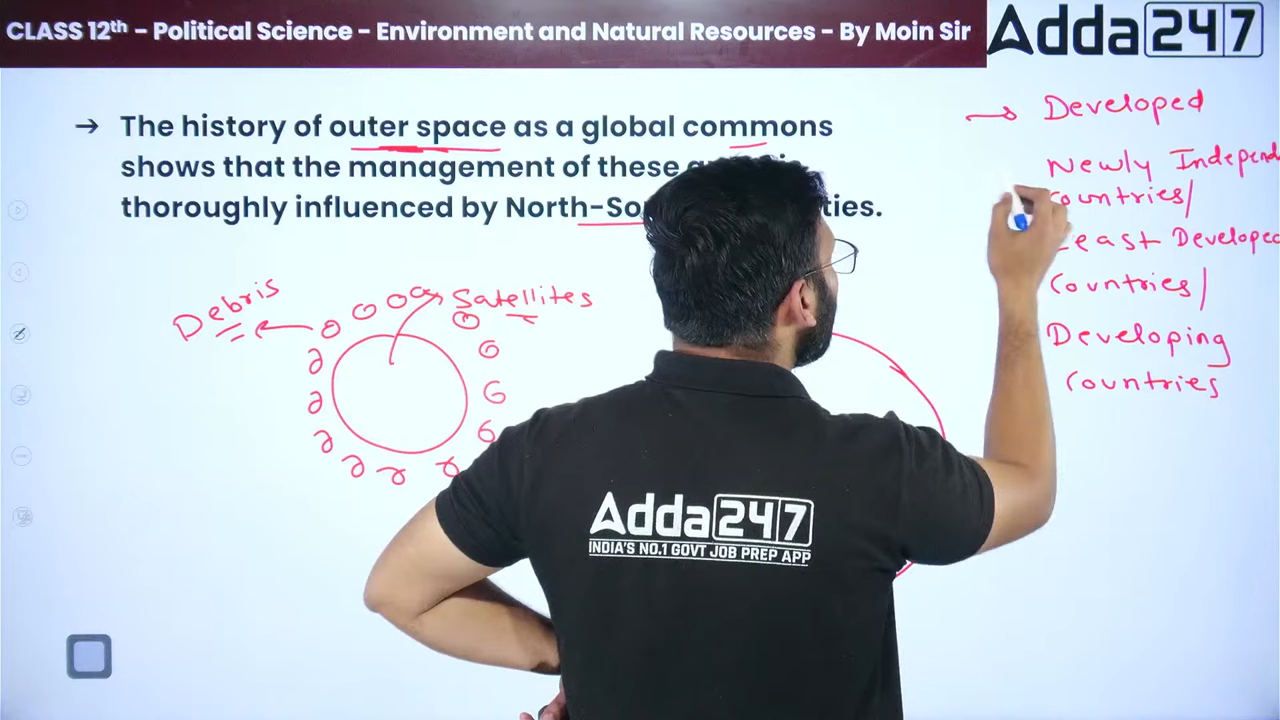 CLASS 12th - Political Science - Environment and Natural Resources - By Moin Sir
Adda247
→ The history of outer space as a global commons
shows that the management of these
thoroughly influenced by North-So
Developed
Newly Independ
countries/
Least Developed
Countries/
Developing
Countries
Debris
Satellites
Adda247
INDIA'S NO.1 GOVT JOB PREP APP